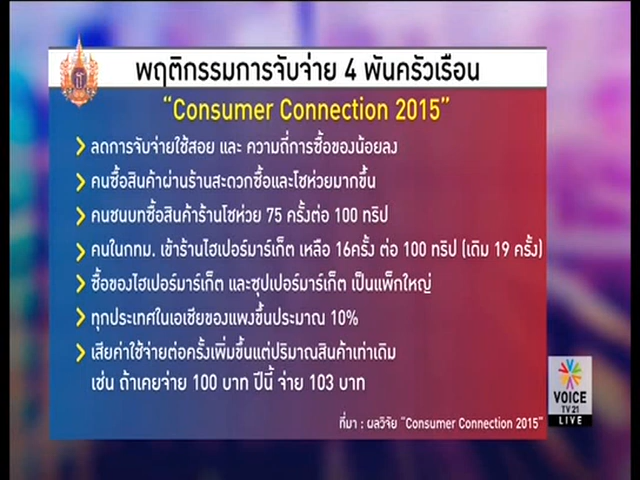 พฤติกรรมการจับจ่าย 4 พันครัวเรือน
“Consumer Connection 2015”
ลดการจับจ่ายใช้สอย และ ความถี่การซื้อของน้อยลง
คนซื้อสินค้าผ่านร้านสะดวกซื้อและโชห่วยมากขึ้น
คนชนบทซื้อสินค้าร้านโชห่วย 75 ครั้งต่อ 100 ทริป
คนในกทม. เข้าร้านไฮเปอร์มาร์เก็ต เหลือ 16ครั้ง ต่อ 100 ทริป (เดิม 19 ครั้ง)
ซื้อของไฮเปอร์มาร์เก็ต และซุปเปอร์มาร์เก็ต เป็นแพ็กใหญ่
ทุกประเทศในเอเชียของแพงขึ้นประมาณ 10%
เสียค่าใช้จ่ายต่อครั้งเพิ่มขึ้นแต่ปริมาณสินค้าเท่าเดิม
เช่น ถ้าเคยจ่าย 100 บาท ปีนี้ จ่าย 103 บาท
ที่มา : ผลวิจัย “Consumer Connection 2015”
VOICE
TV 21
LIVE